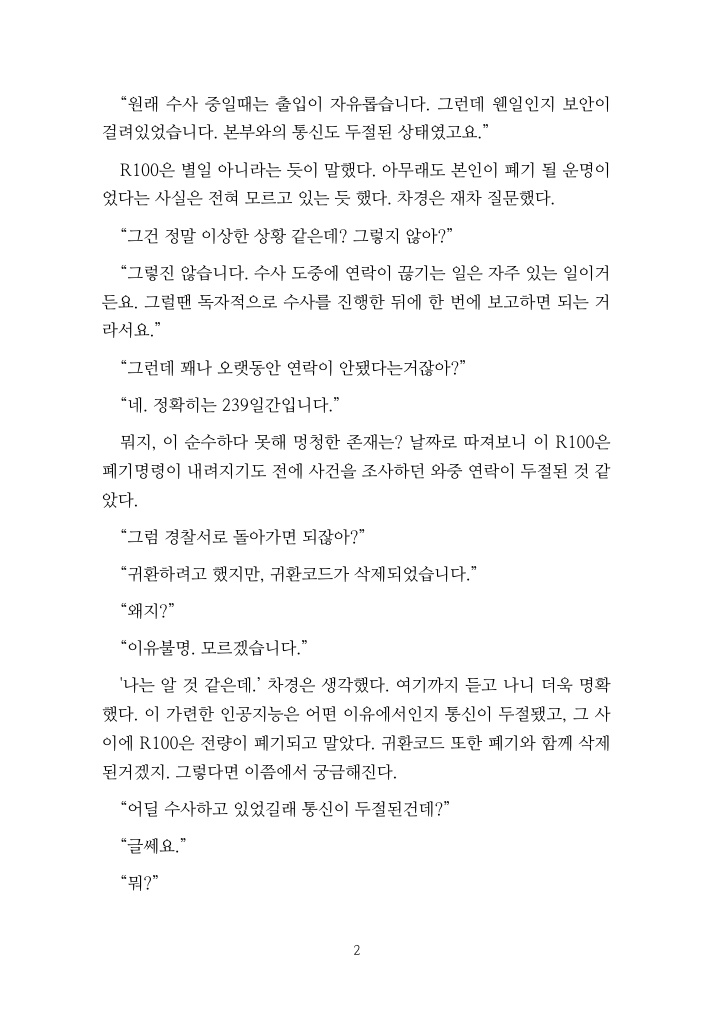 “원래 수사 중일때는 출입이 자유롭습니다. 그런데 웬일인지 보안이
걸려있었습니다. 본부와의 통신도 두절된 상태였고요.”
R100은 별일 아니라는 듯이 말했다. 아무래도 본인이 폐기 될 운명이
었다는 사실은 전혀 모르고 있는 듯 했다. 차경은 재차 질문했다.
“그건 정말 이상한 상황 같은데? 그렇지 않아?”
“그렇진 않습니다. 수사 도중에 연락이 끊기는 일은 자주 있는 일이거
든요. 그럴땐 독자적으로 수사를 진행한 뒤에 한 번에 보고하면 되는 거
라서요.”
“그런데 꽤나 오랫동안 연락이 안됐다는거잖아?”
“네. 정확히는 239일간입니다.”
뭐지, 이 순수하다 못해 멍청한 존재는? 날짜로 따져보니 이 R100은
폐기명령이 내려지기도 전에 사건을 조사하던 와중 연락이 두절된 것 같
았다.
“그럼 경찰서로 돌아가면 되잖아?”
“귀환하려고 했지만, 귀환코드가 삭제되었습니다.”
“왜지?”
“이유불명. 모르겠습니다.”
'나는 알 것 같은데.’ 차경은 생각했다. 여기까지 듣고 나니 더욱 명확
했다. 이 가련한 인공지능은 어떤 이유에서인지 통신이 두절됐고, 그 사
이에 R100은 전량이 폐기되고 말았다. 귀환코드 또한 폐기와 함께 삭제
된거겠지. 그렇다면 이쯤에서 궁금해진다.
“어딜 수사하고 있었길래 통신이 두절된건데?”
“글쎄요.”
“뭐?”
2